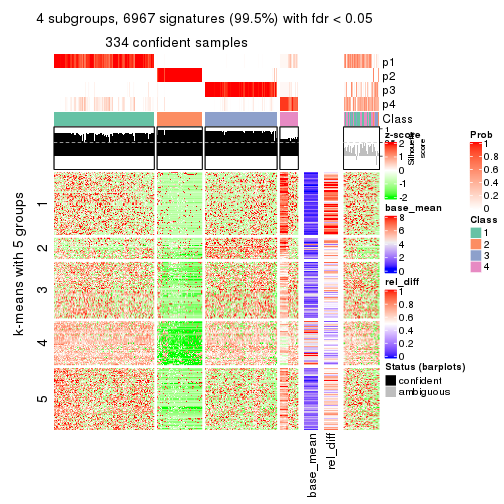 4 subgroups, 6967 signatures (99.5%) with fdr < 0.05
334 confident samples
p1
p2
p3
p4
Class
1
Silhouette
score
z-score
2
1
0
-1
-2
Prob
1
0.8
0.6
0.4
0.2
0
base_mean
8
6
4
2
0
Class
1
2
3
4
rel_diff
1
0.8
0.6
0.4
0.2
0
Status (barplots)
confident
ambiguous
k-means with 5 groups
1
2
3
4
5
base_mean
rel_diff